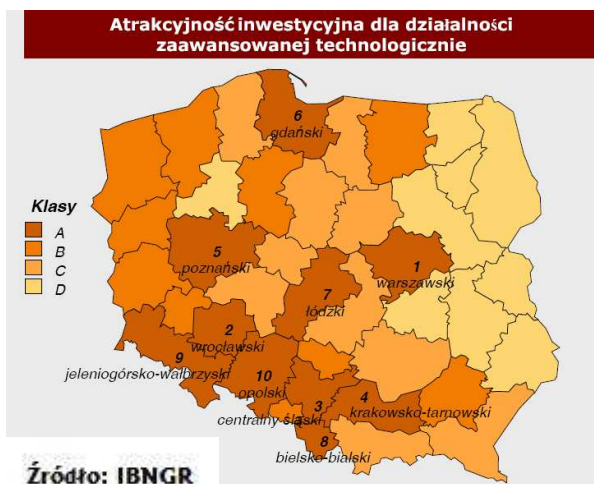 Atrakcyjność inwestycyjna dla działalności
zaawansowanej technologicznie
6
gdański
Klasy
A
B
C
D
5
poznański
1
warszawski
7
łódzki
2
wrocławski
9
jeleniogórsko-wałbrzyski
10
opolski
3
centralny-śląski
4
krakowsko-tarnowski
8
bielsko-bialski
Źródło: IBNGR